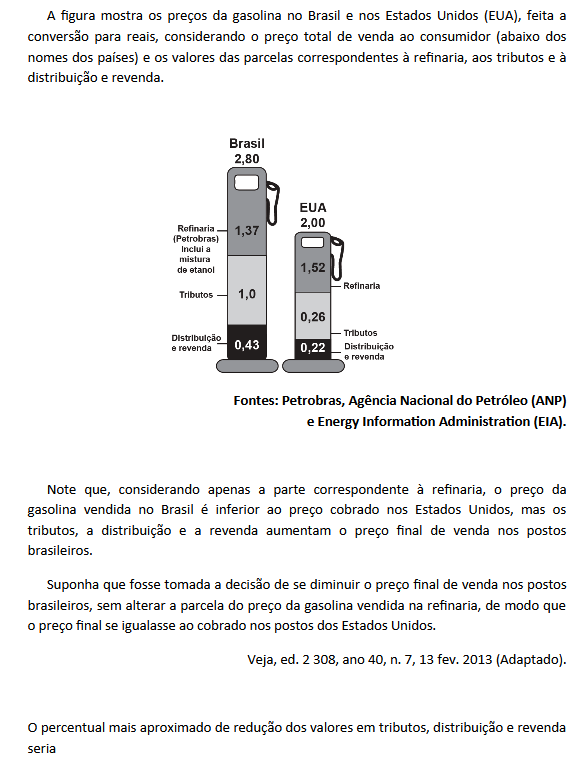 A figura mostra os preços da gasolina no Brasil e nos Estados Unidos (EUA), feita a
conversão para reais, considerando o preço total de venda ao consumidor (abaixo dos
nomes dos países) e os valores das parcelas correspondentes à refinaria, aos tributos e à
distribuição e revenda.
Brasil
2,80
Refinaria
(Petrobras)
Inclui a
mistura
de etanol
1,37
Tributos
1,0
Distribuição
e revenda
0,43
EUA
2,00
1,52
Refinaria
0,26
Tributos
0,22
Distribuição
e revenda
Fontes: Petrobras, Agência Nacional do Petróleo (ANP)
e Energy Information Administration (EIA).
Note que, considerando apenas a parte correspondente à refinaria, o preço da
gasolina vendida no Brasil é inferior ao preço cobrado nos Estados Unidos, mas os
tributos, a distribuição e a revenda aumentam o preço final de venda nos postos
brasileiros.
Suponha que fosse tomada a decisão de se diminuir o preço final de venda nos postos
brasileiros, sem alterar a parcela do preço da gasolina vendida na refinaria, de modo que
o preço final se igualasse ao cobrado nos postos dos Estados Unidos.
Veja, ed. 2 308, ano 40, n. 7, 13 fev. 2013 (Adaptado).
O percentual mais aproximado de redução dos valores em tributos, distribuição e revenda
seria